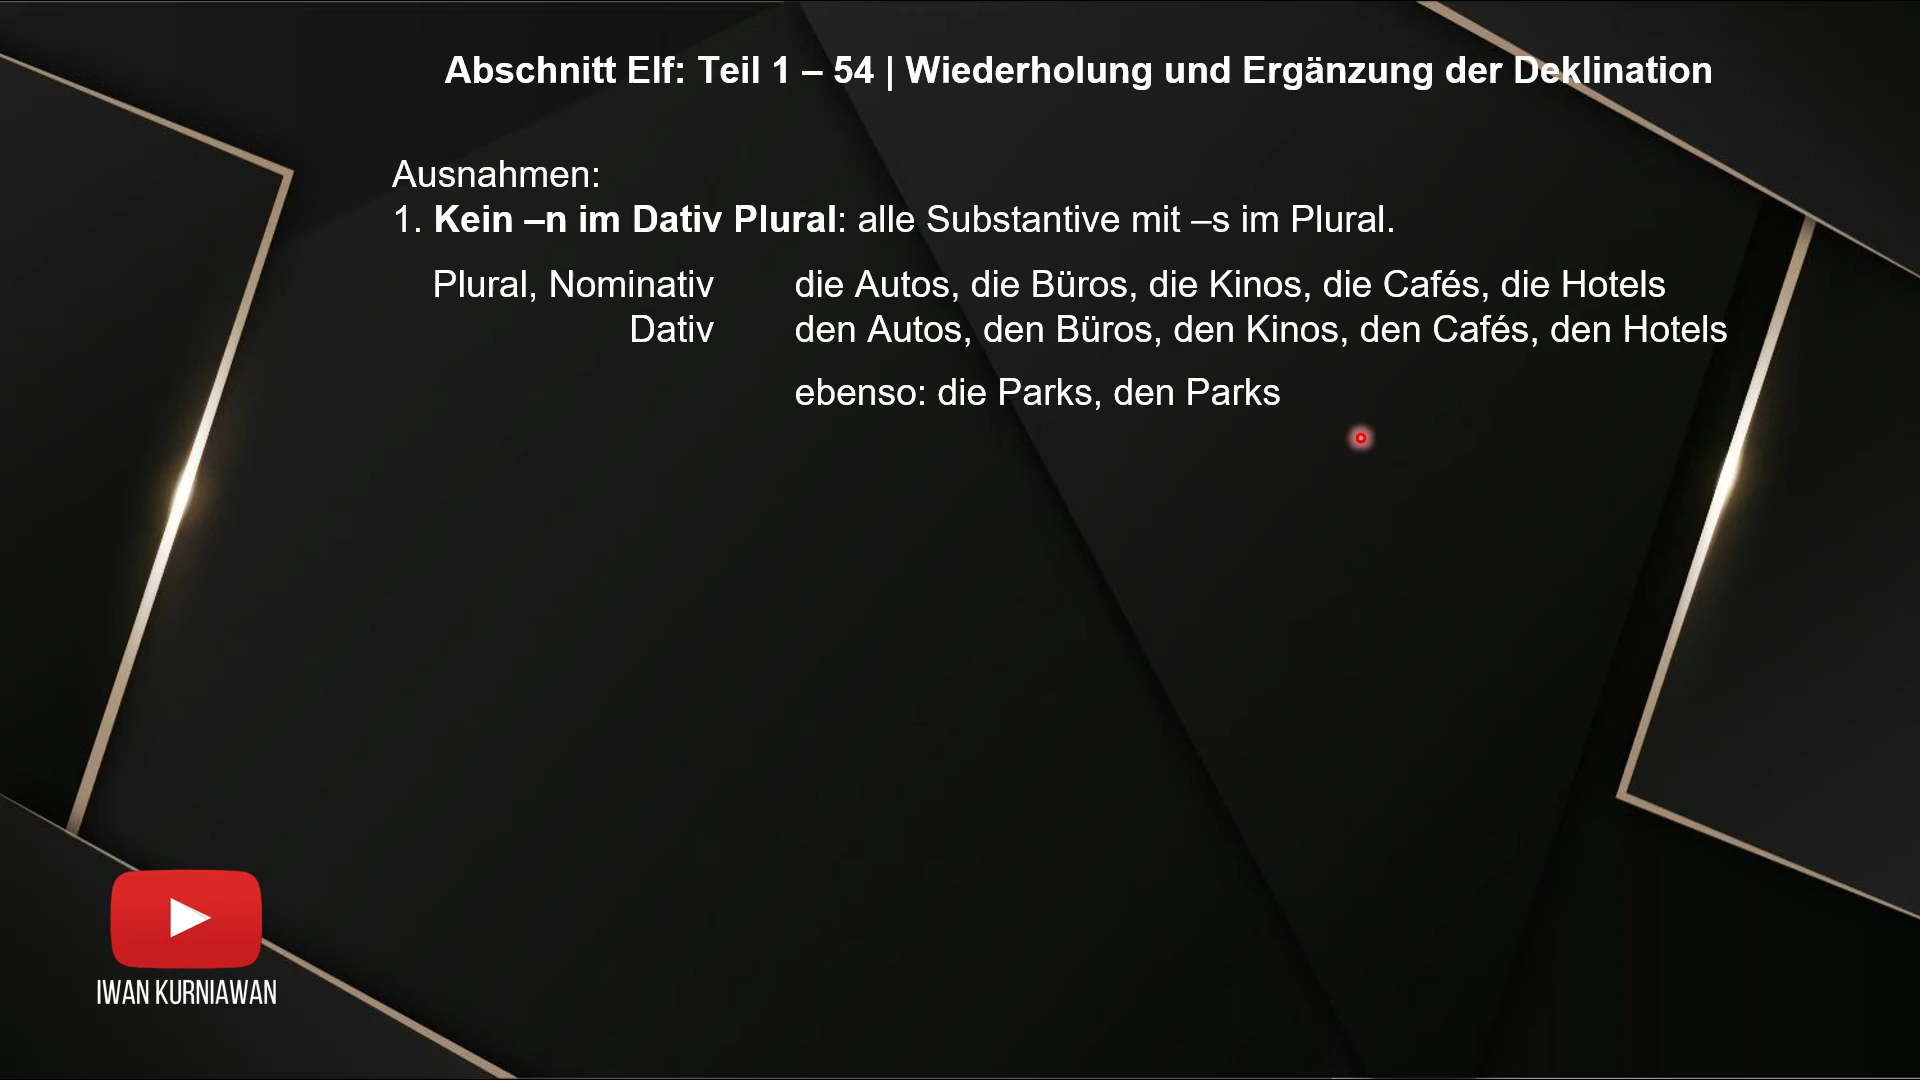 Abschnitt Elf: Teil 1 – 54 | Wiederholung und Ergänzung der Deklination
Ausnahmen:
1. Kein –n im Dativ Plural: alle Substantive mit –s im Plural.
Plural, Nominativ die Autos, die Büros, die Kinos, die Cafés, die Hotels
Dativ den Autos, den Büros, den Kinos, den Cafés, den Hotels
ebenso: die Parks, den Parks
IWAN KURNIAWAN